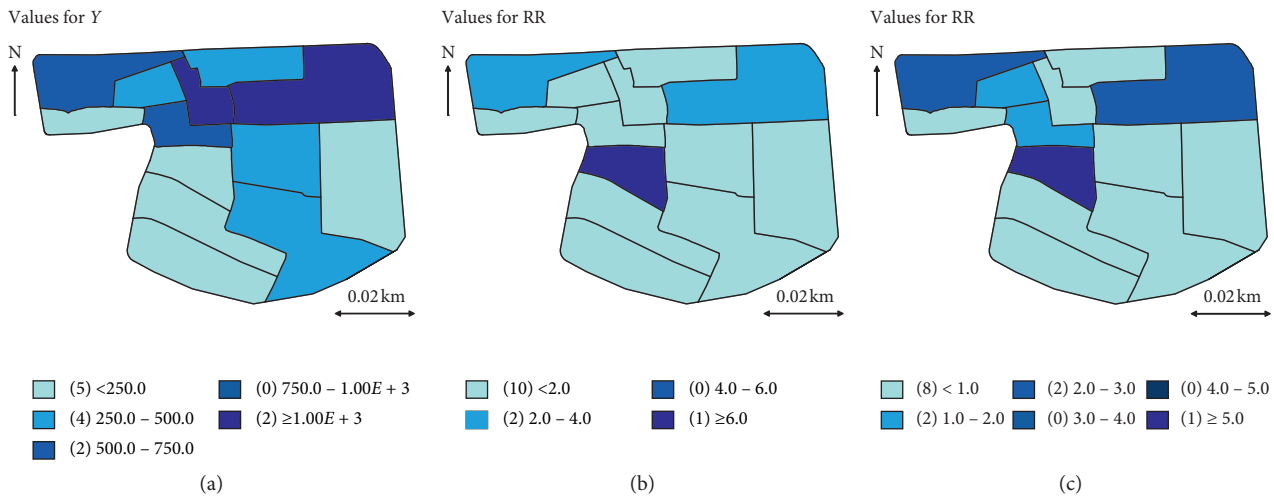 Values for Y
N
0.02 km
(5) <250.0
(4) 250.0 – 500.0
(2) 500.0 – 750.0
(0) 750.0 – 1.00E + 3
(2) ≥1.00E + 3
(a)
Values for RR
N
0.02 km
(10) <2.0
(2) 2.0 – 4.0
(0) 4.0 – 6.0
(1) ≥6.0
(b)
Values for RR
N
0.02 km
(8) < 1.0
(2) 1.0 – 2.0
(2) 2.0 – 3.0
(0) 3.0 – 4.0
(0) 4.0 – 5.0
(1) ≥ 5.0
(c)